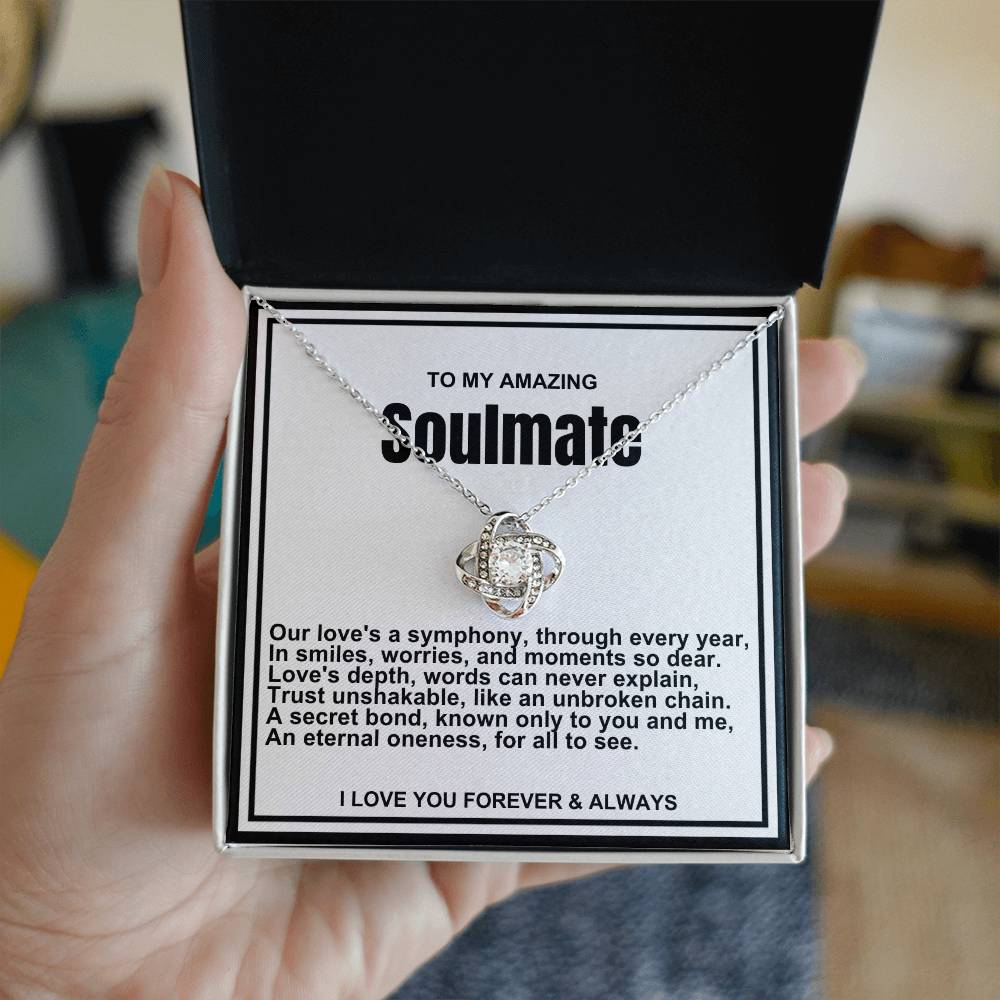 TO MY AMAZING
Soulmate
Our love's a symphony, through every year,
In smiles, worries, and moments so dear.
Love's depth, words can never explain,
Trust unshakable, like an unbroken chain.
A secret bond, known only to you and me,
An eternal oneness, for all to see.
I LOVE YOU FOREVER & ALWAYS